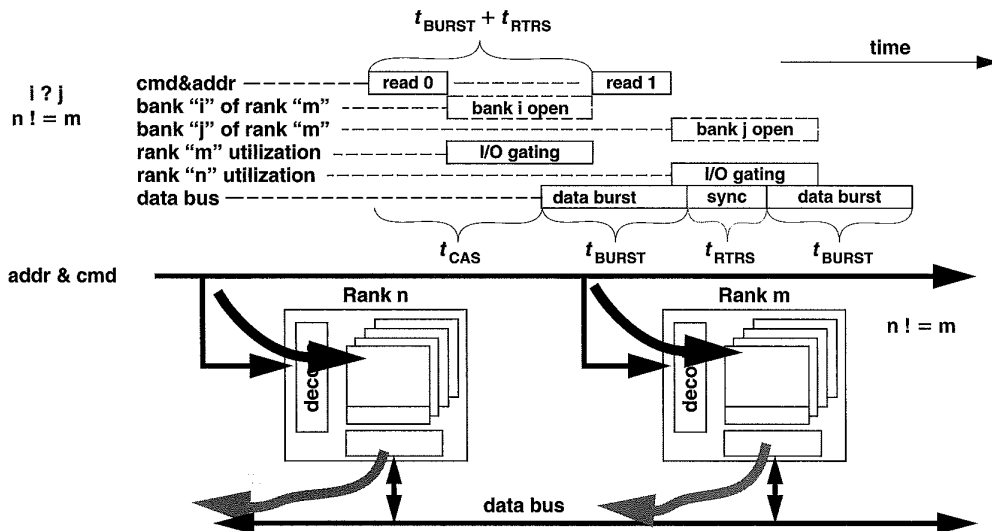 t_BURST + t_RTRS
time
cmd&addr read 0 read 1
i ? j
bank “i” of rank “m” bank i open
n ! = m
bank “j” of rank “m” bank j open
rank “m” utilization I/O gating
rank “n” utilization I/O gating
data bus data burst sync data burst
t_CAS t_BURST t_RTRS t_BURST
addr & cmd
Rank n Rank m
n ! = m
deco deco
data bus